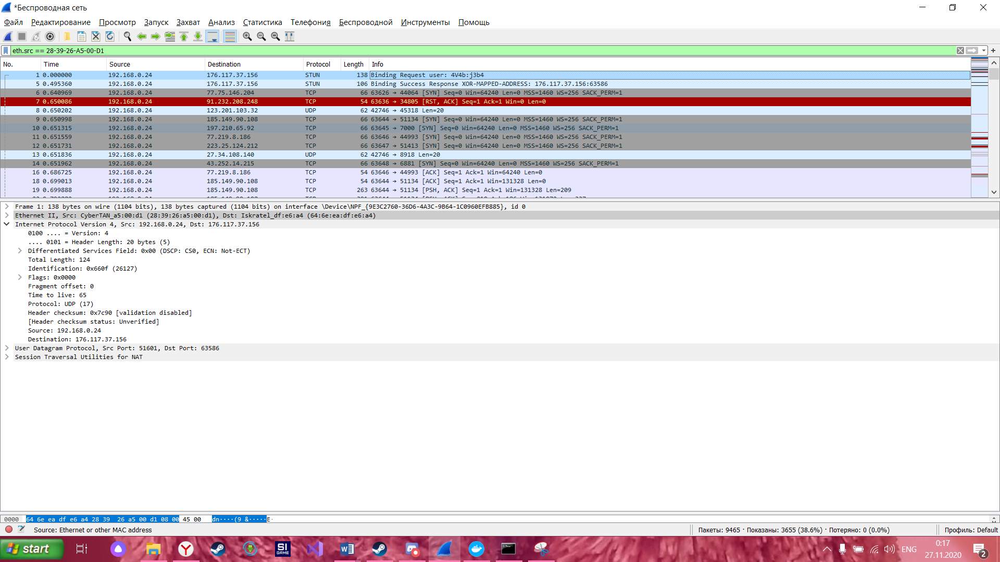 *Беспроводная сеть
Файл Редактирование Просмотр Запуск Захват Анализ Статистика Телефония Беспроводной Инструменты Помощь
eth.src == 28-39-26-A5-00-D1
No. Time Source Destination Protocol Length Info
1 0.000000 192.168.0.24 176.117.37.156 STUN 138 Binding Request user: 4V4b:j3b4
5 0.495360 192.168.0.24 176.117.37.156 STUN 106 Binding Success Response XOR-MAPPED-ADDRESS: 176.117.37.156:63586
6 0.640969 192.168.0.24 77.75.146.204 TCP 66 63626 → 44064 [SYN] Seq=0 Win=64240 Len=0 MSS=1460 WS=256 SACK_PERM=1
7 0.650086 192.168.0.24 91.232.208.248 TCP 54 63636 → 34805 [RST, ACK] Seq=1 Ack=1 Win=0 Len=0
8 0.650202 192.168.0.24 123.201.103.32 UDP 62 42746 → 45318 Len=20
9 0.650998 192.168.0.24 185.149.90.108 TCP 66 63644 → 51134 [SYN] Seq=0 Win=64240 Len=0 MSS=1460 WS=256 SACK_PERM=1
10 0.651315 192.168.0.24 197.210.65.92 TCP 66 63645 → 7000 [SYN] Seq=0 Win=64240 Len=0 MSS=1460 WS=256 SACK_PERM=1
11 0.651559 192.168.0.24 77.219.8.186 TCP 66 63646 → 44993 [SYN] Seq=0 Win=64240 Len=0 MSS=1460 WS=256 SACK_PERM=1
12 0.651731 192.168.0.24 223.25.124.212 TCP 66 63647 → 51413 [SYN] Seq=0 Win=64240 Len=0 MSS=1460 WS=256 SACK_PERM=1
13 0.651836 192.168.0.24 27.34.108.140 UDP 62 42746 → 8918 Len=20
14 0.651962 192.168.0.24 43.252.14.215 TCP 66 63648 → 6881 [SYN] Seq=0 Win=64240 Len=0 MSS=1460 WS=256 SACK_PERM=1
16 0.686725 192.168.0.24 77.219.8.186 TCP 54 63646 → 44993 [ACK] Seq=1 Ack=1 Win=64240 Len=0
18 0.699013 192.168.0.24 185.149.90.108 TCP 54 63644 → 51134 [ACK] Seq=1 Ack=1 Win=131328 Len=0
19 0.699888 192.168.0.24 185.149.90.108 TCP 263 63644 → 51134 [PSH, ACK] Seq=1 Ack=1 Win=131328 Len=209
Frame 1: 138 bytes on wire (1104 bits), 138 bytes captured (1104 bits) on interface \Device\NPF_{9E3C2760-36D6-4A3C-9B64-1C0960EFB885}, id 0
Ethernet II, Src: CyberTAN_a5:00:d1 (28:39:26:a5:00:d1), Dst: Iskratel_df:e6:a4 (64:6e:ea:df:e6:a4)
Internet Protocol Version 4, Src: 192.168.0.24, Dst: 176.117.37.156
0100 .... = Version: 4
.... 0101 = Header Length: 20 bytes (5)
Differentiated Services Field: 0x00 (DSCP: CS0, ECN: Not-ECT)
Total Length: 124
Identification: 0x660f (26127)
Flags: 0x0000
Fragment offset: 0
Time to live: 65
Protocol: UDP (17)
Header checksum: 0x7c90 [validation disabled]
[Header checksum status: Unverified]
Source: 192.168.0.24
Destination: 176.117.37.156
User Datagram Protocol, Src Port: 51601, Dst Port: 63586
Session Traversal Utilities for NAT
0000 64 6e ea df e6 a4 28 39 26 a5 00 d1 08 00 45 00 dn····(9 &·····E·
Source: Ethernet or other MAC address
Пакеты: 9465 · Показаны: 3655 (38.6%) · Потеряно: 0 (0.0%)
Профиль: Default
start
SI GAME
ENG
0:17
27.11.2020
2